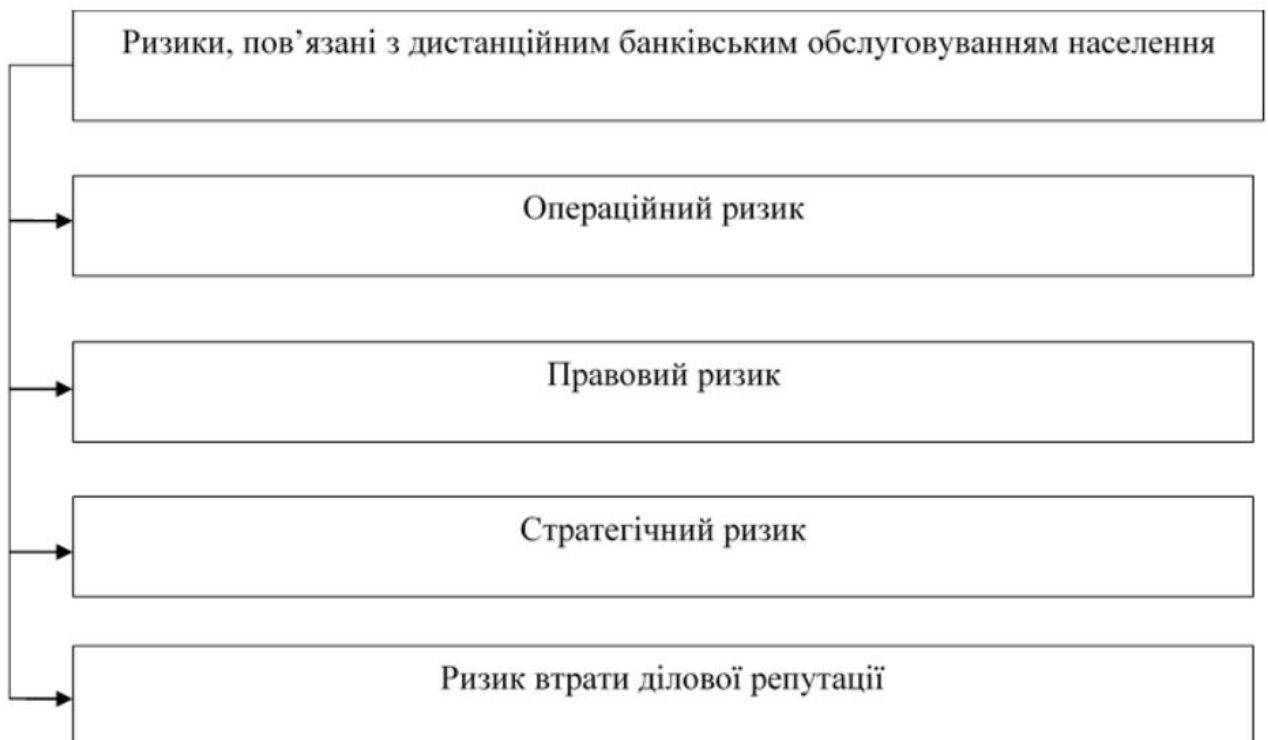 Ризики, пов’язані з дистанційним банківським обслуговуванням населення
Операційний ризик
Правовий ризик
Стратегічний ризик
Ризик втрати ділової репутації